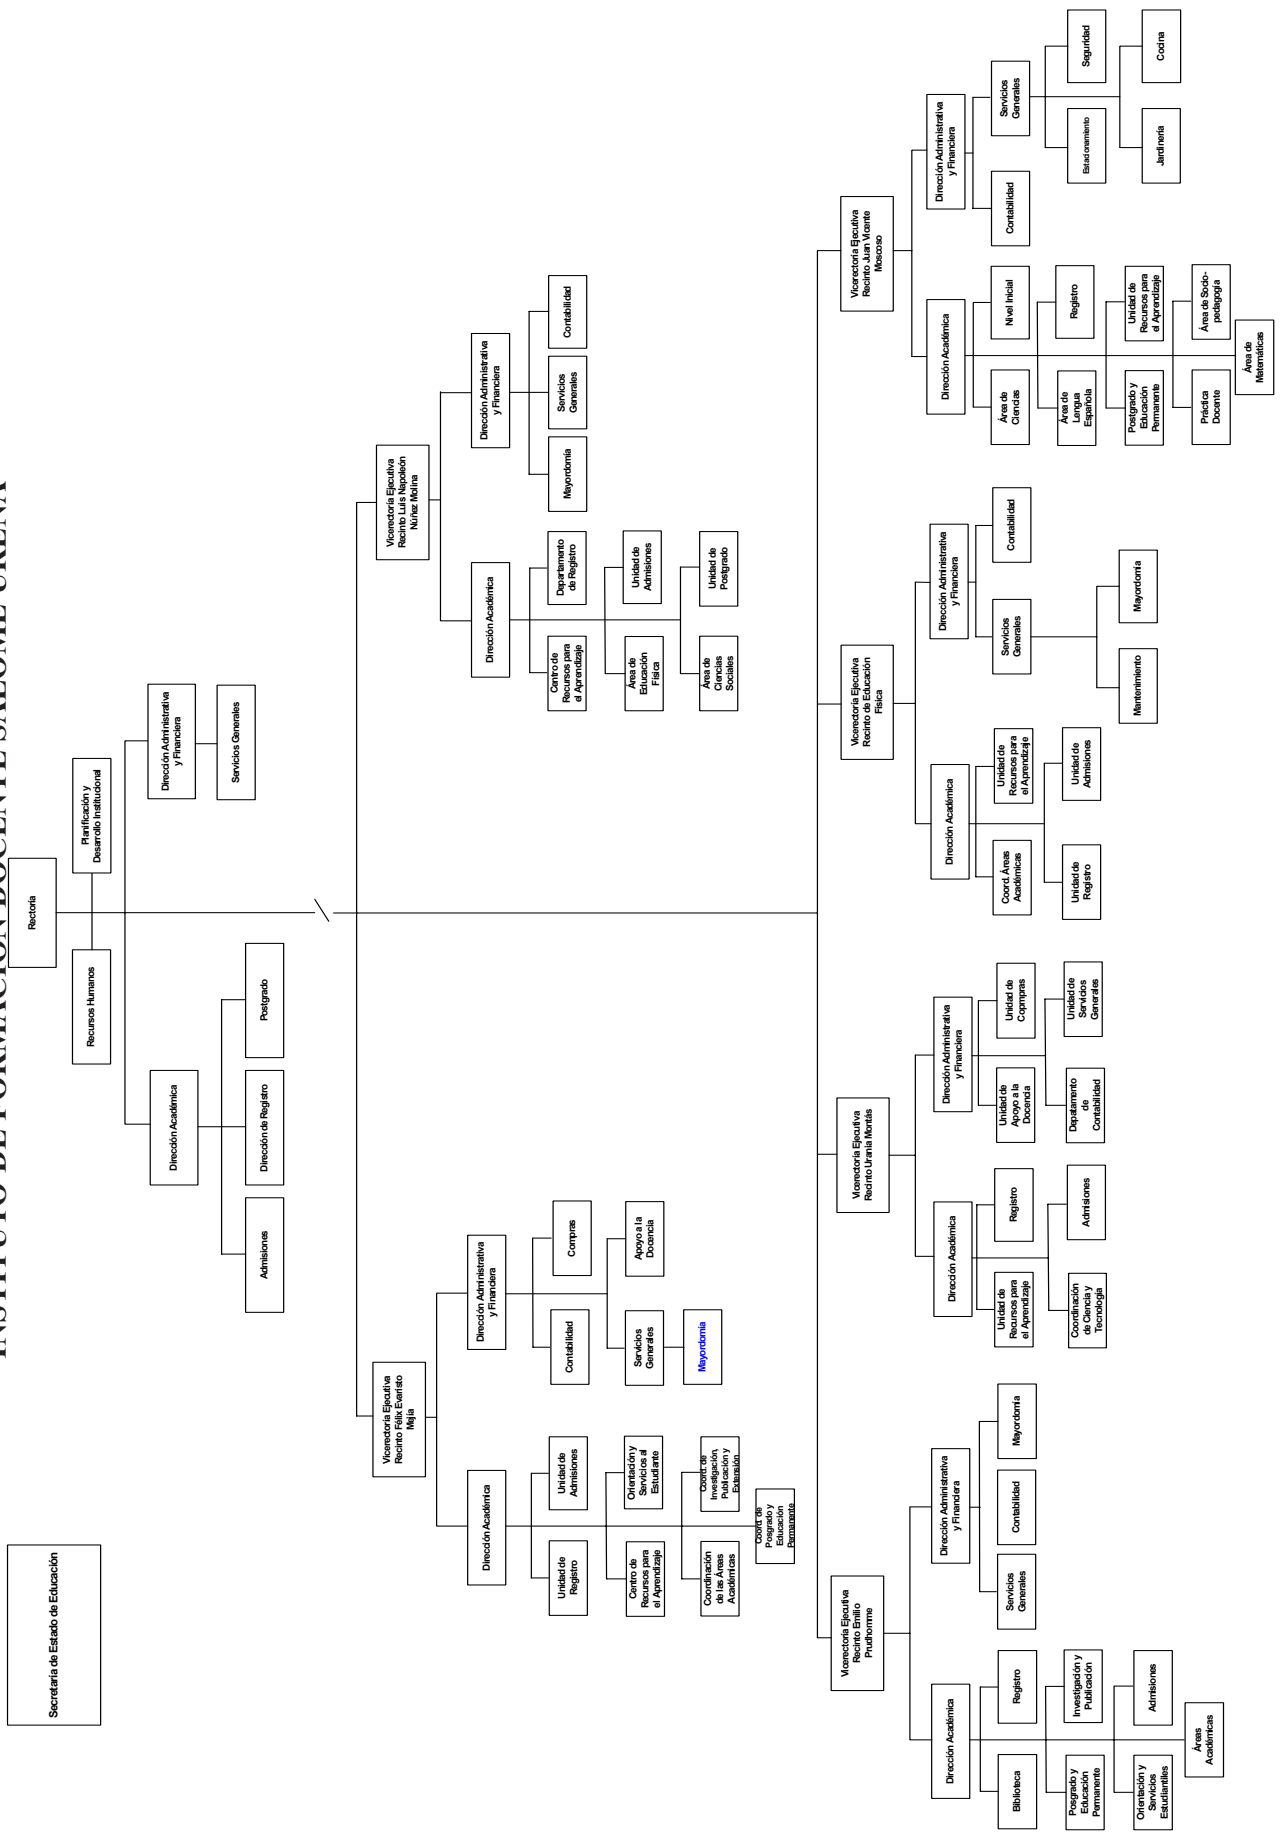 INSTITUTO DE FORMACIÓN DOCENTE SALOMÉ UREÑA
Secretaría de Estado de Educación
Rectoría
Recursos Humanos
Planificación y
Desarrollo Institucional
Dirección Académica
Dirección Administrativa
y Financiera
Admisiones
Dirección de Registro
Postgrado
Servicios Generales
Vicerectoría Ejecutiva
Recinto Félix Evaristo
Mejía
Dirección Académica
Unidad de
Registro
Unidad de
Admisiones
Centro de
Recursos para
el Aprendizaje
Orientación y
Servicios al
Estudiante
Coordinación
de las Áreas
Académicas
Coord. de
Investigación,
Publicación y
Extensión
Coord. de
Posgrado y
Educación
Permanente
Dirección Administrativa
y Financiera
Contabilidad
Compras
Servicios
Generales
Apoyo a la
Docencia
Mayordomía
Vicerectoría Ejecutiva
Recinto Luis Napoleón
Núñez Molina
Dirección Académica
Centro de
Recursos para
el Aprendizaje
Departamento
de Registro
Área de
Educación
Física
Unidad de
Admisiones
Área de
Ciencias
Sociales
Unidad de
Postgrado
Dirección Administrativa
y Financiera
Mayordomía
Servicios
Generales
Contabilidad
Vicerectoría Ejecutiva
Recinto Emilio
Prudhomme
Dirección Académica
Biblioteca
Registro
Posgrado y
Educación
Permanente
Investigación y
Publicación
Orientación y
Servicios
Estudiantiles
Admisiones
Áreas
Académicas
Dirección Administrativa
y Financiera
Servicios
Generales
Contabilidad
Mayordomía
Vicerectoría Ejecutiva
Recinto Urania Montás
Dirección Académica
Unidad de
Recursos para
el Aprendizaje
Registro
Coordinación
de Ciencia y
Tecnología
Admisiones
Dirección Administrativa
y Financiera
Unidad de
Apoyo a la
Docencia
Unidad de
Copmpras
Depatamento
de
Contabilidad
Unidad de
Servicios
Generales
Vicerectoría Ejecutiva
Recinto de Educación
Física
Dirección Académica
Coord. Áreas
Académicas
Unidad de
Recursos para
el Aprendizaje
Unidad de
Registro
Unidad de
Admisiones
Dirección Administrativa
y Financiera
Servicios
Generales
Contabilidad
Mantenimiento
Mayordomía
Vicerectoría Ejecutiva
Recinto Juan Vicente
Moscoso
Dirección Académica
Área de
Ciencias
Nivel Inicial
Área de
Lengua
Española
Registro
Postgrado y
Educación
Permanente
Unidad de
Recursos para
el Aprendizaje
Práctica
Docente
Área de Socio-
pedagogía
Área de
Matemáticas
Dirección Administrativa
y Financiera
Contabilidad
Servicios
Generales
Estacionamiento
Seguridad
Jardinería
Cocina